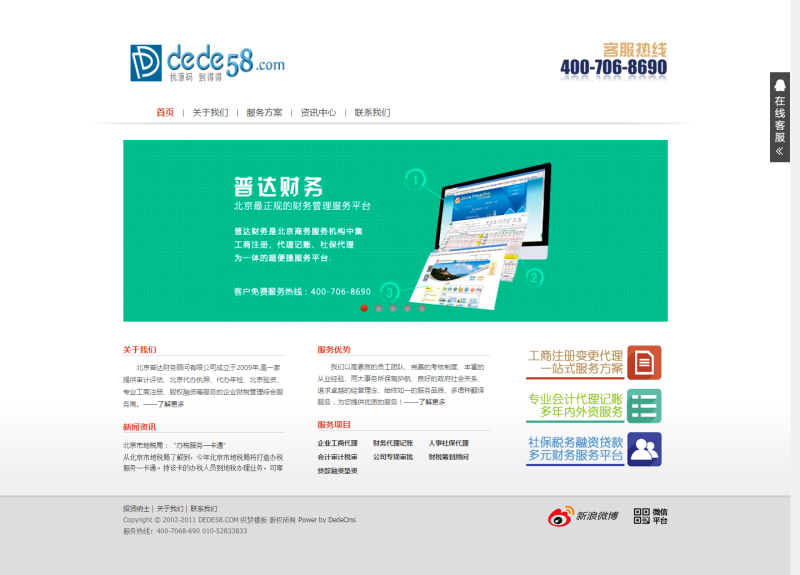 dede58.com
找源码 到得得
客服热线
400-706-8690
在线客服
首页 | 关于我们 | 服务方案 | 资讯中心 | 联系我们
普达财务
北京最正规的财务管理服务平台
普达财务是北京商务服务机构中集
工商注册、代理记账、社保代理
为一体的超便捷服务平台.
客户免费服务热线：400-706-8690
1
2
3
关于我们
北京普达财务顾问有限公司成立于2009年,是一家
提供审计评估、北京代办执照、代办年检、北京验资、
专业工商注册、股权融资等服务的企业财税管理综合服
务商。——了解更多
新闻资讯
北京市地税局：“办税服务一卡通”
从北京市地税局了解到，今年北京市地税局将打造办税
服务一卡通。持该卡的办税人员到地税办理业务，可尊
服务优势
我们以高素质的员工团队、完善的考核制度、丰富的
从业经验、两大事务所保驾护航、良好的政府社会关系、
追求卓越的经营理念、始终如一的服务品质、多语种翻译
服务，为您提供优质的服务！——了解更多
服务项目
企业工商代理 财务代理记账 人事社保代理
会计审计税审 公司专项审批 财税筹划顾问
贷款融资垫资
工商注册变更代理
一站式服务方案
专业会计代理记账
多年内外资服务
社保税务融资贷款
多元财务服务平台
招贤纳士 | 关于我们 | 联系我们
Copyright © 2002-2011 DEDE58.COM 织梦模板 版权所有 Power by DedeCms
服务热线：400-7068-690 010-52833833
新浪微博
微信
平台